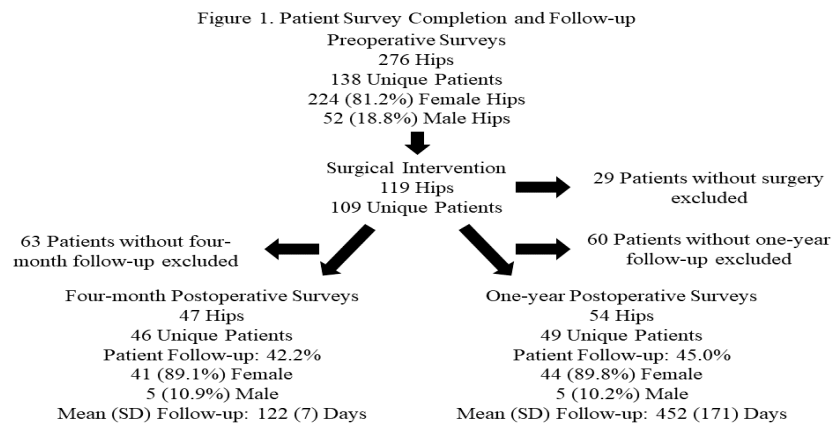 Figure 1. Patient Survey Completion and Follow-up
Preoperative Surveys
276 Hips
138 Unique Patients
224 (81.2%) Female Hips
52 (18.8%) Male Hips
Surgical Intervention
119 Hips
109 Unique Patients
29 Patients without surgery
excluded
63 Patients without four-
month follow-up excluded
60 Patients without one-year
follow-up excluded
Four-month Postoperative Surveys
47 Hips
46 Unique Patients
Patient Follow-up: 42.2%
41 (89.1%) Female
5 (10.9%) Male
Mean (SD) Follow-up: 122 (7) Days
One-year Postoperative Surveys
54 Hips
49 Unique Patients
Patient Follow-up: 45.0%
44 (89.8%) Female
5 (10.2%) Male
Mean (SD) Follow-up: 452 (171) Days